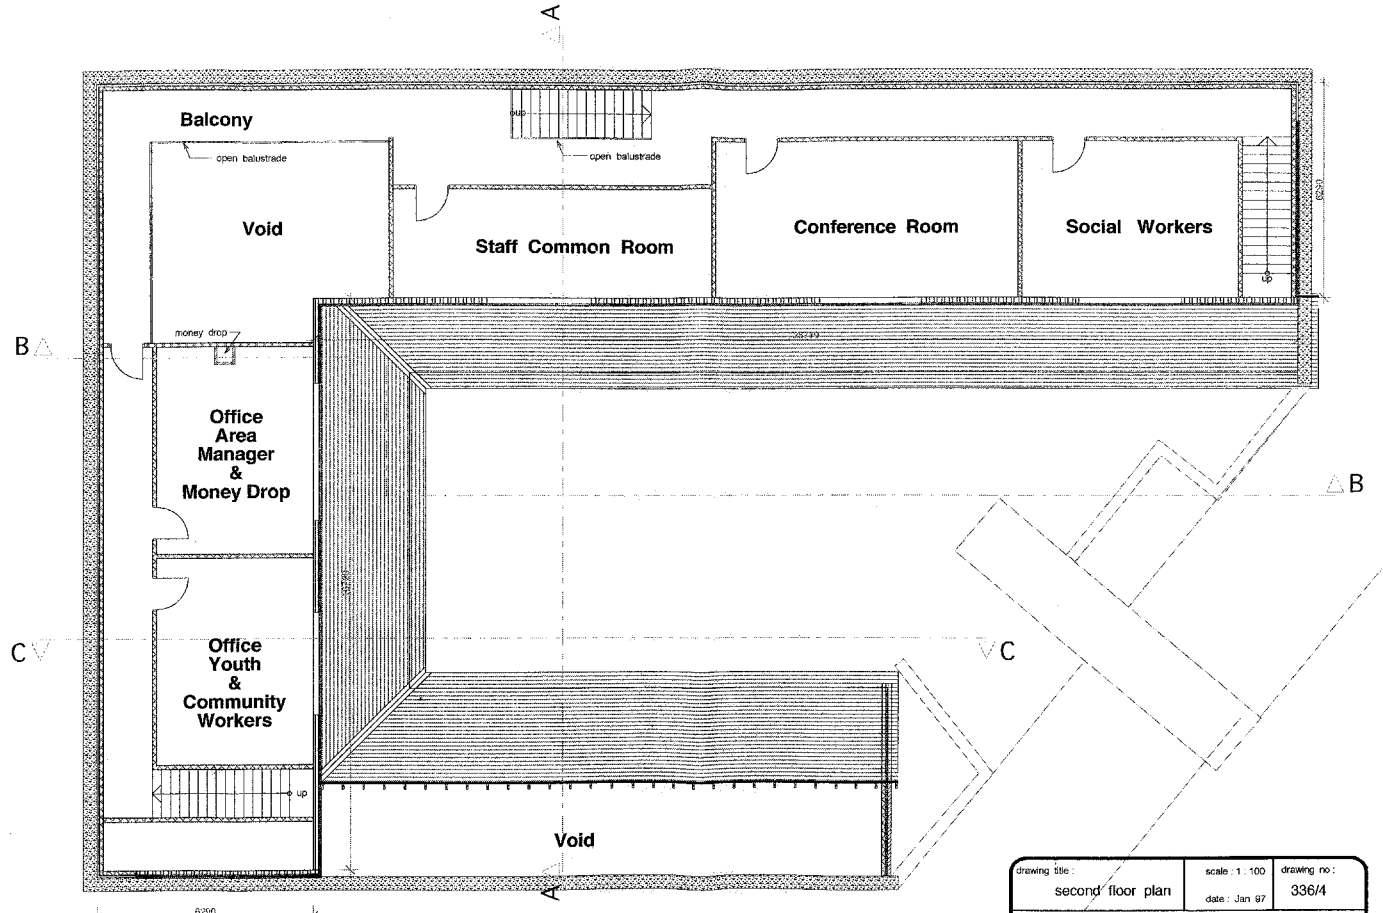 A
Balcony
up
open balustrade
open balustrade
6290
Void
Staff Common Room
Conference Room
Social Workers
up
money drop
B
Office
Area
Manager
&
Money Drop
B
C
C
Office
Youth
&
Community
Workers
up
Void
A
6290
drawing title :
second floor plan
scale : 1 : 100
date : Jan 97
drawing no :
336/4